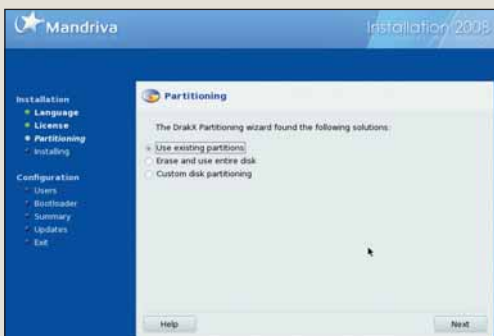 Mandriva
Installation 2008
Installation
Language
License
Partitioning
Installing
Configuration
Users
Bootloader
Summary
Updates
Exit
Partitioning
The DrakX Partitioning wizard found the following solutions:
Use existing partitions
Erase and use entire disk
Custom disk partitioning
Help
Next